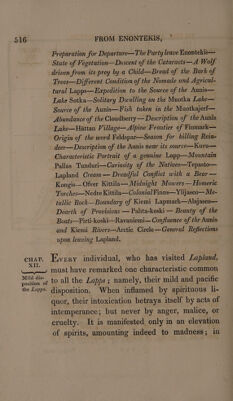 516 FROM ENONTEKIS,
Preparation for Departure—The Party leave Enontekis—
State of Vegetation—Descent of the Cataracts—A Wolf
driven from its prey by a Child—Bread of the Bark of
Trees—Different Condition of the Nomade and Agricul-
tural Lapps—Expedition to the Source of the Aunis—
Lake Sotka—Solitary Dwelling on the Muotka Lake—
Source of the Aunis—Fish taken in the Muotkajerf—
Abundance of the Cloudberry—Description of the Aunis
Lake—Hattan Village—Alpine Frontier of Finmark—
Origin of the word Feldspar—Season for killing Rein-
deer—Description of the Aunis near its source—Kuru—
Characteristic Portrait of a genuine Lapp—Mountain
Pallas Tunduri—Curiosity of the Natives—Tepasto—
Lapland Cream—Dreadful Conflict with a Bear—
Kongis—Ofver Kittila—Midnight Mowers—Homeric
Torches—Nedre Kittila—Colonial Finns—Yljaseo—Me-
tallic Rock—Boundary of Kiemi Lapmark—Alajasco—
Dearth of Provisions—Pahta-koski—Beauty of the
Boats—Pirti-koski—Ravaniemi—Confluence of the Aunis
and Kiemi Rivers—Arctic Circle—General Reflections
upon leaving Lapland.
CHAP.
XII.
Mild dis-
position of
the Lapps.
Every individual, who has visited Lapland,
must have remarked one characteristic common
to all the Lapps; namely, their mild and pacific
disposition. When inflamed by spirituous li-
quor, their intoxication betrays itself by acts of
intemperance; but never by anger, malice, or
cruelty. It is manifested only in an elevation
of spirits, amounting indeed to madness; in